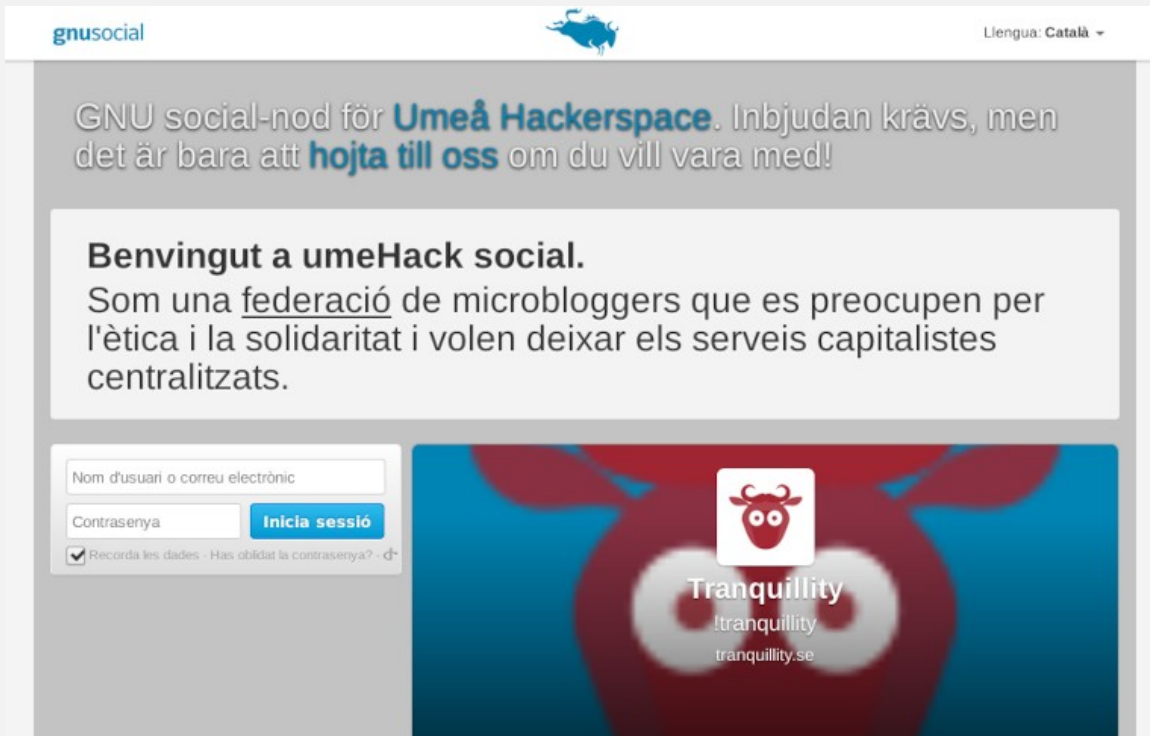 gnusocial
Llengua: Català
GNU social-nod för Umeå Hackerspace. Inbjudan krävs, men
det är bara att hojta till oss om du vill vara med!
Benvingut a umeHack social.
Som una federació de microbloggers que es preocupen per
l'ètica i la solidaritat i volen deixar els serveis capitalistes
centralitzats.
Nom d'usuari o correu electrònic
Contrasenya
Inicia sessió
Recorda les dades · Has oblidat la contrasenya? ·
Tranquillity
!tranquillity
tranquillity.se